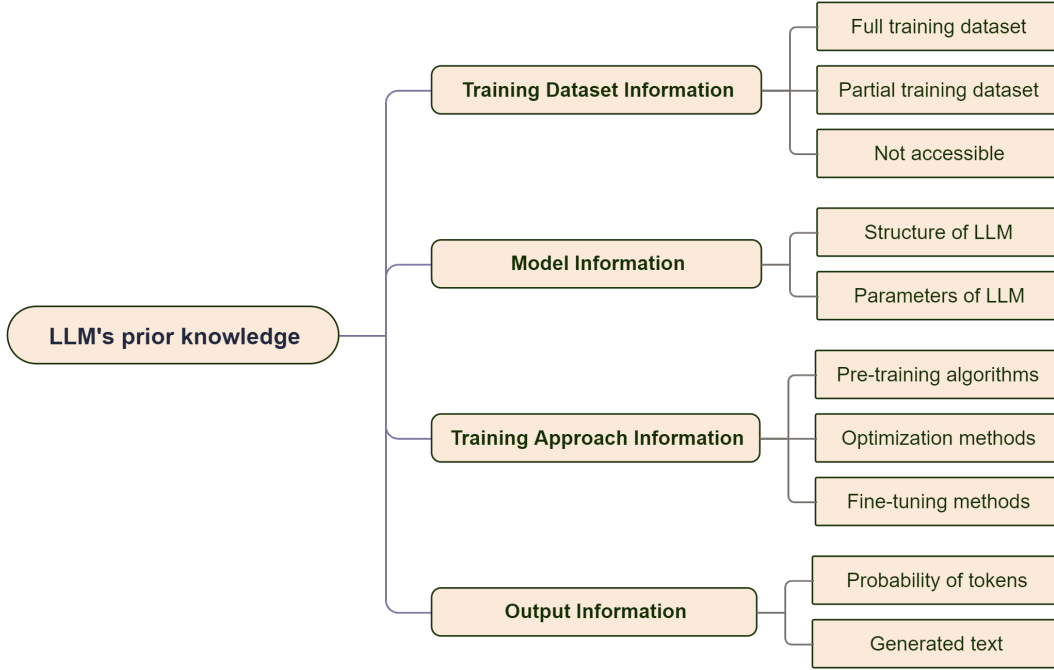 LLM's prior knowledge
Training Dataset Information
Full training dataset
Partial training dataset
Not accessible
Model Information
Structure of LLM
Parameters of LLM
Training Approach Information
Pre-training algorithms
Optimization methods
Fine-tuning methods
Output Information
Probability of tokens
Generated text